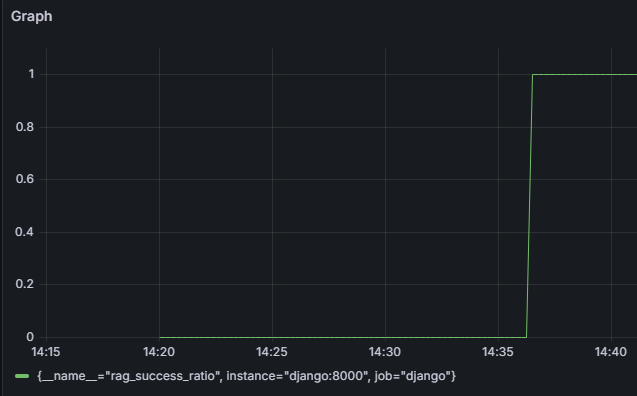 Graph
1
0.8
0.6
0.4
0.2
0
14:15 14:20 14:25 14:30 14:35 14:40
{__name__="rag_success_ratio", instance="django:8000", job="django"}